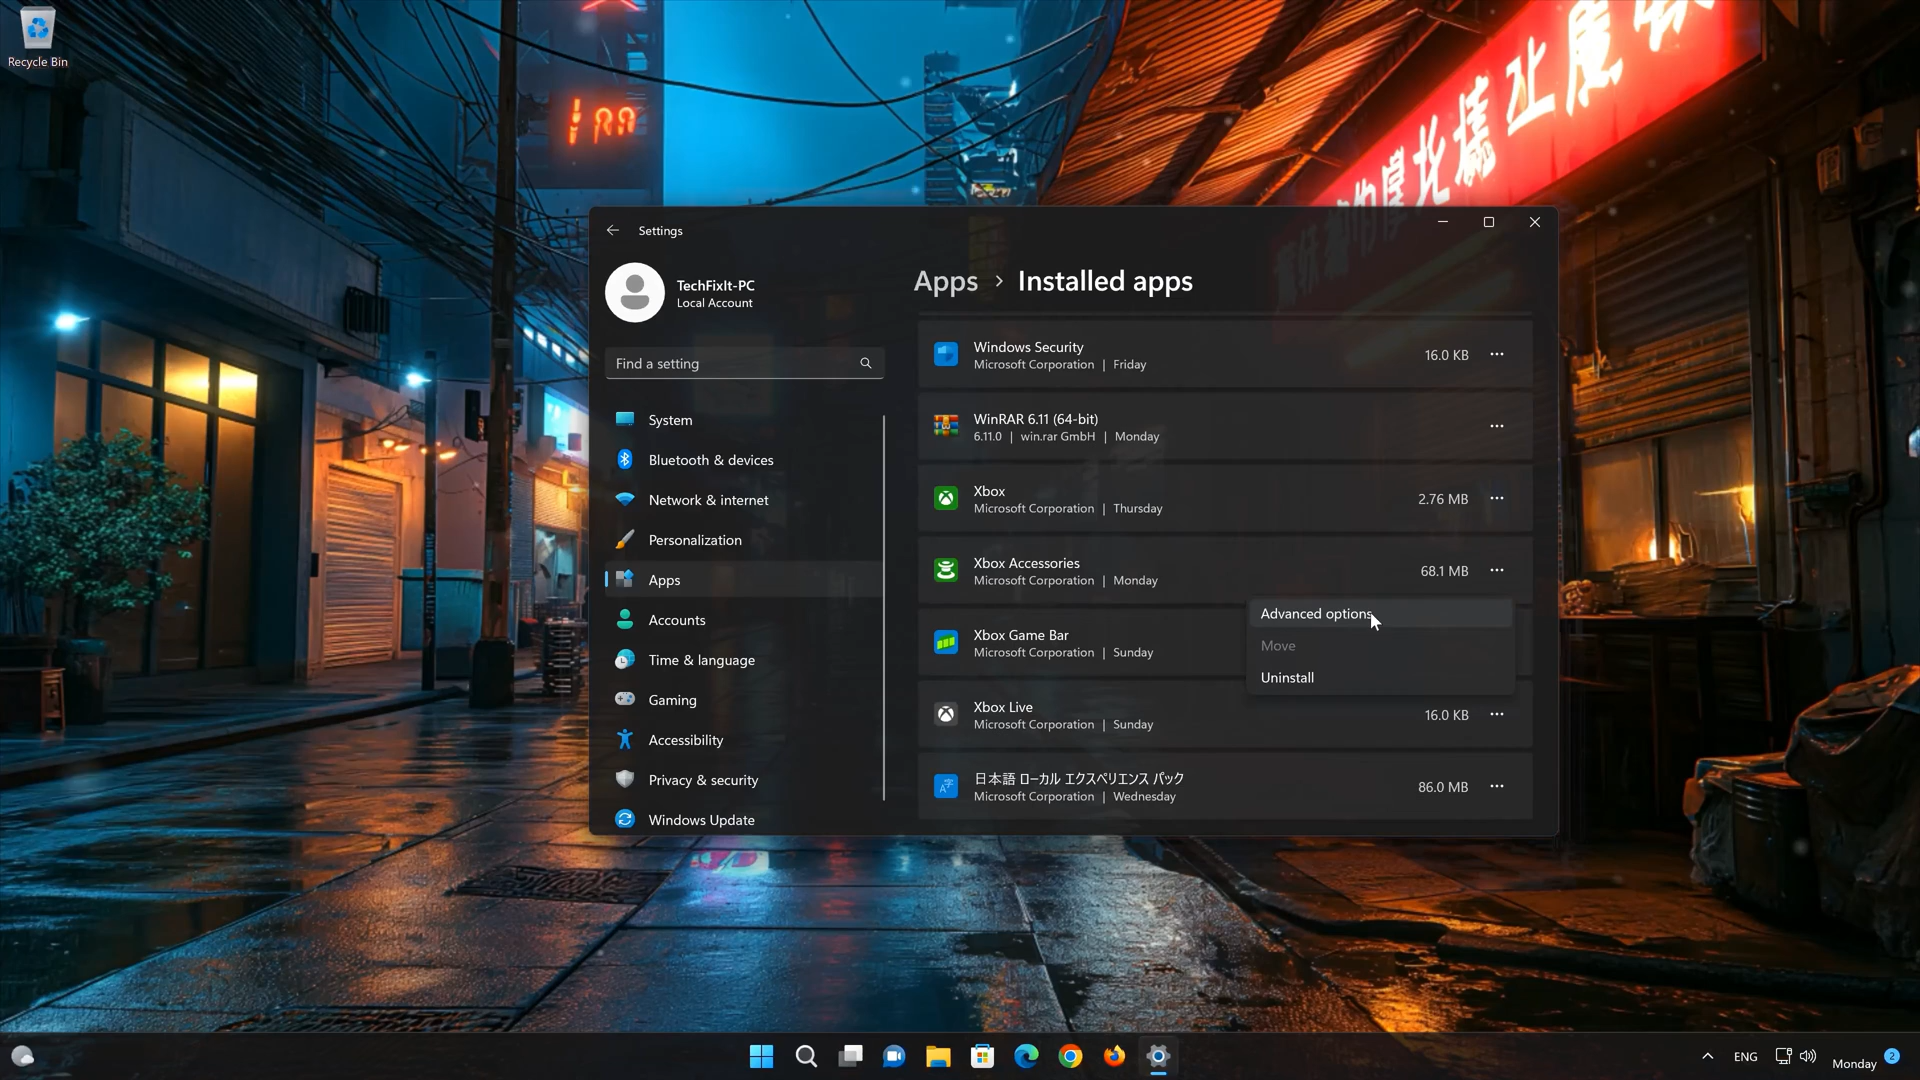 Recycle Bin
Settings
TechFixIt-PC
Local Account
Find a setting
System
Bluetooth & devices
Network & internet
Personalization
Apps
Accounts
Time & language
Gaming
Accessibility
Privacy & security
Windows Update
Apps > Installed apps
Windows Security
Microsoft Corporation | Friday
16.0 KB
WinRAR 6.11 (64-bit)
6.11.0 | win.rar GmbH | Monday
Xbox
Microsoft Corporation | Thursday
2.76 MB
Xbox Accessories
Microsoft Corporation | Monday
68.1 MB
Advanced options
Move
Uninstall
Xbox Game Bar
Microsoft Corporation | Sunday
Xbox Live
Microsoft Corporation | Sunday
16.0 KB
日本語 ローカル エクスペリエンス パック
Microsoft Corporation | Wednesday
86.0 MB
ENG
Monday
2